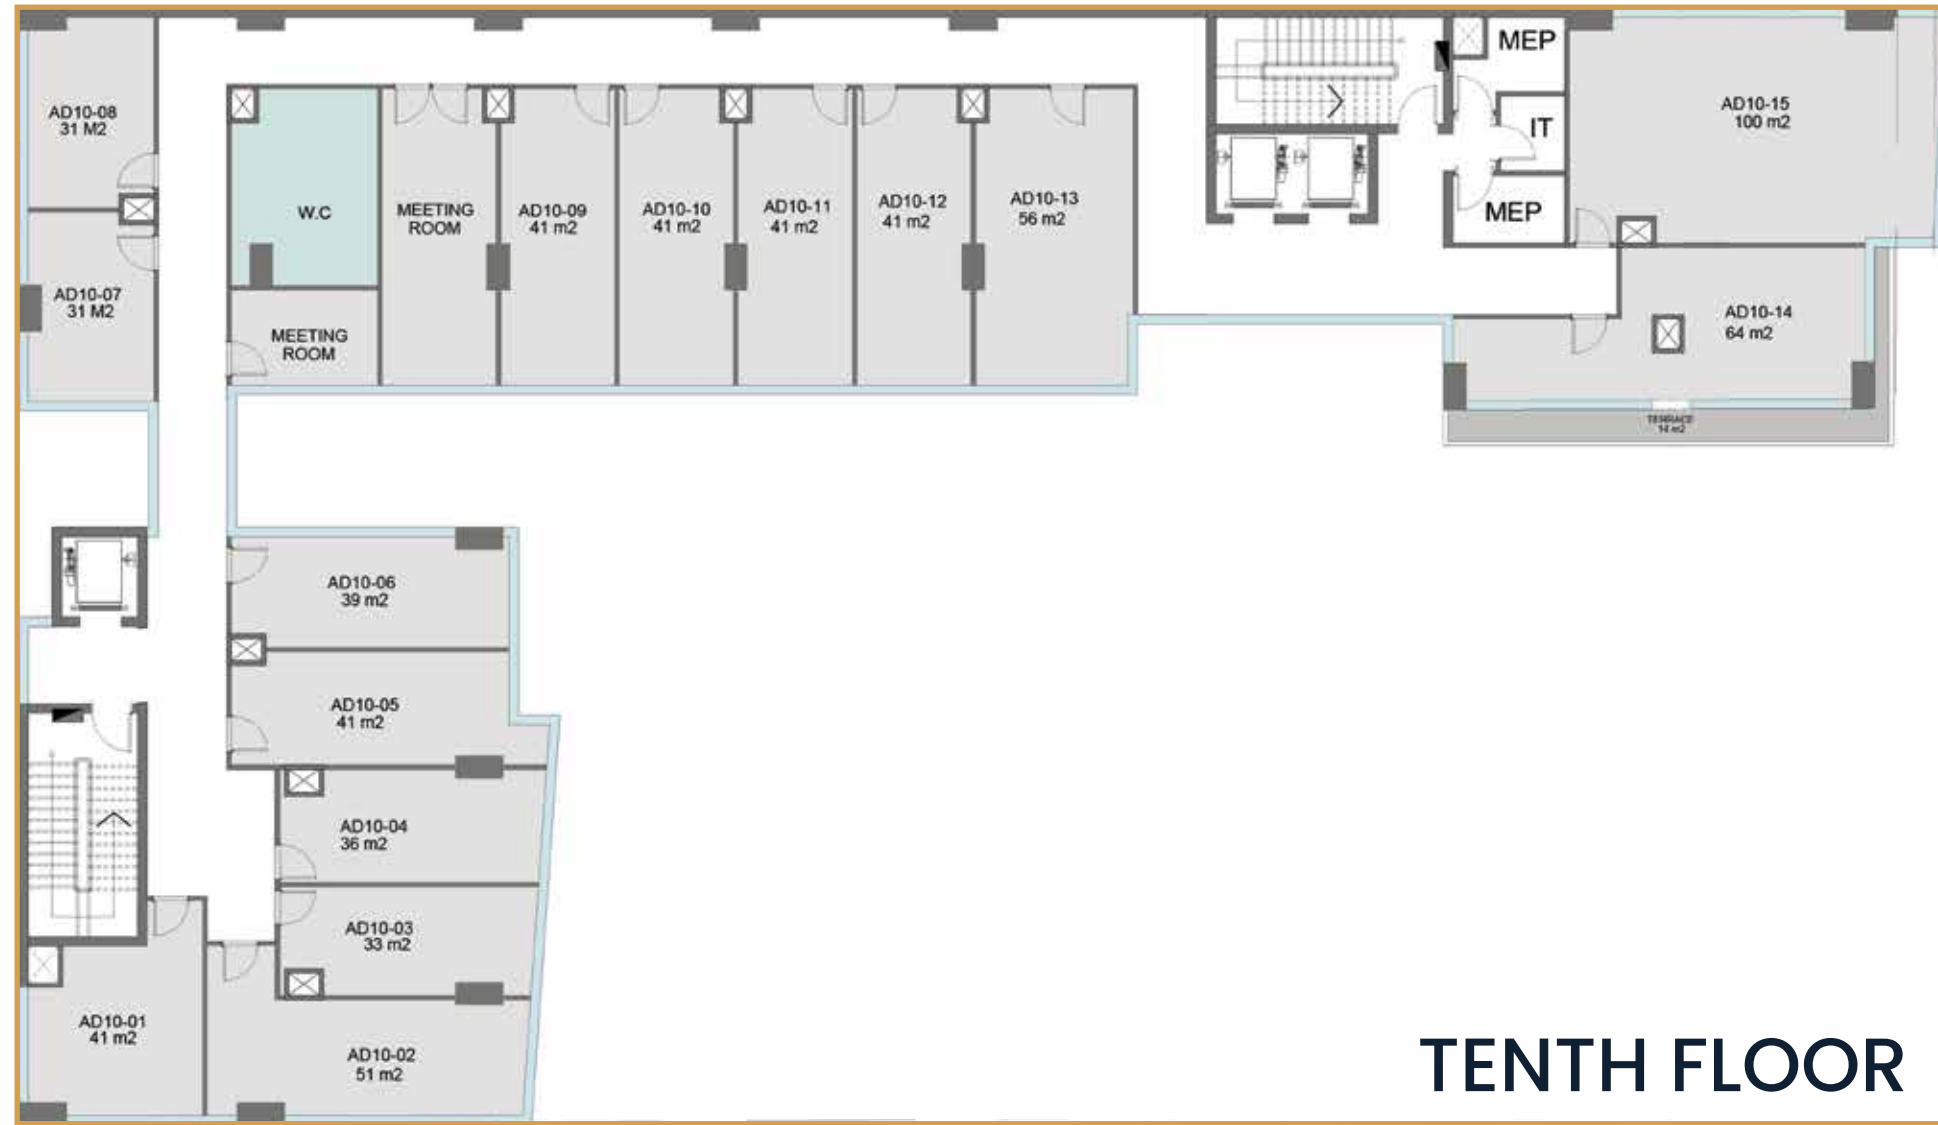 AD10-08
31 M2
AD10-07
31 M2
W.C
MEETING
ROOM
MEETING
ROOM
AD10-09
41 m2
AD10-10
41 m2
AD10-11
41 m2
AD10-12
41 m2
AD10-13
56 m2
MEP
IT
MEP
AD10-15
100 m2
AD10-14
64 m2
TERRACE
14 m2
AD10-06
39 m2
AD10-05
41 m2
AD10-04
36 m2
AD10-03
33 m2
AD10-01
41 m2
AD10-02
51 m2
TENTH FLOOR